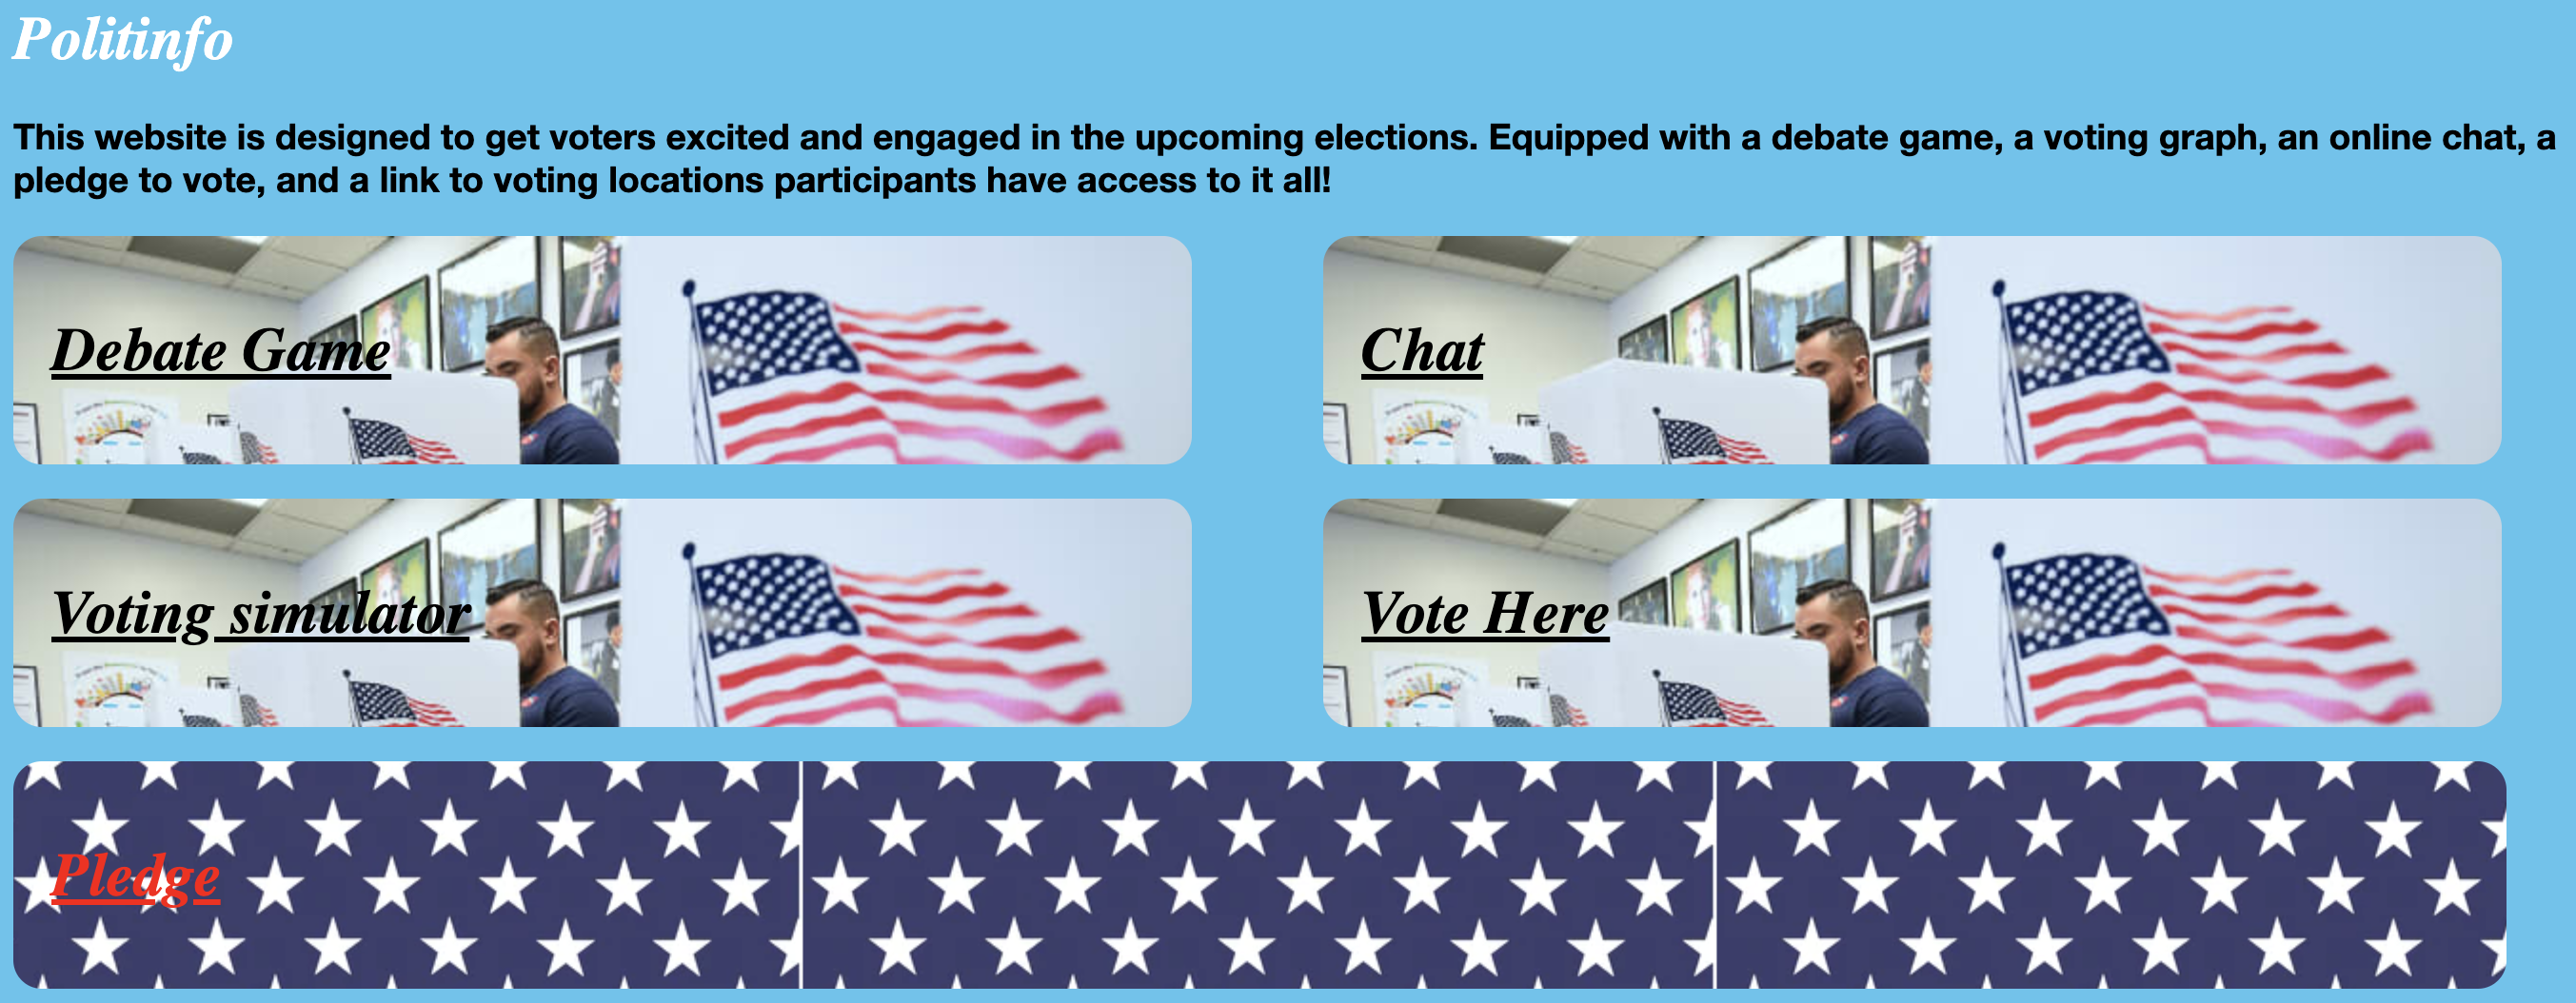 Politinfo
This website is designed to get voters excited and engaged in the upcoming elections. Equipped with a debate game, a voting graph, an online chat, a
pledge to vote, and a link to voting locations participants have access to it all!
Debate Game
Chat
Voting simulator
Vote Here
Pledge